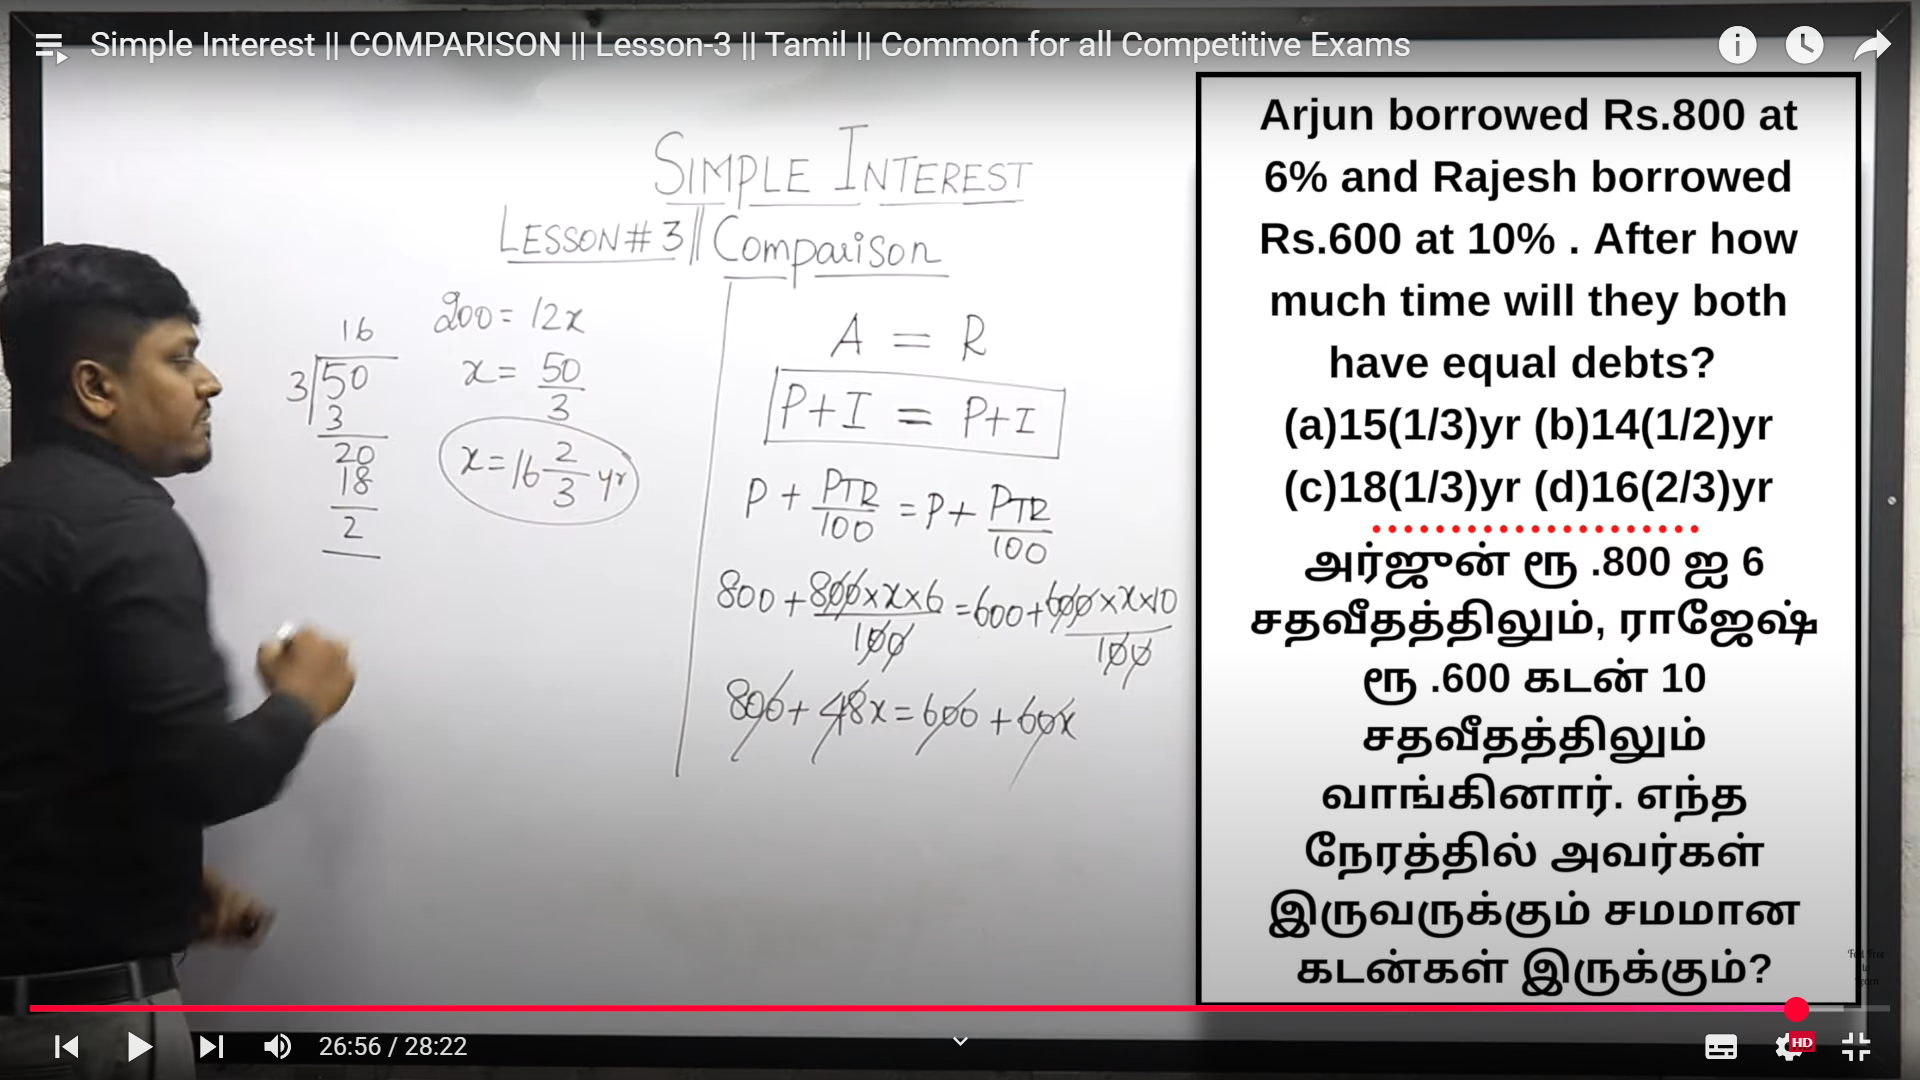 Simple Interest || COMPARISON || Lesson-3 || Tamil || Common for all Competitive Exams
SIMPLE INTEREST
LESSON# 3 || Comparison
16
3 50
3
20
18
2
200 = 12x
x = 50/3
x = 16 2/3 yr
A = R
P+I = P+I
P + PTR/100 = P + PTR/100
800 + 800×x×6/100 = 600 + 600×x×10/100
800 + 48x = 600 + 60x
Arjun borrowed Rs.800 at
6% and Rajesh borrowed
Rs.600 at 10% . After how
much time will they both
have equal debts?
(a)15(1/3)yr (b)14(1/2)yr
(c)18(1/3)yr (d)16(2/3)yr
அர்ஜுன் ரூ .800 ஐ 6
சதவீதத்திலும், ராஜேஷ்
ரூ .600 கடன் 10
சதவீதத்திலும்
வாங்கினார். எந்த
நேரத்தில் அவர்கள்
இருவருக்கும் சமமான
கடன்கள் இருக்கும்?
26:56 / 28:22
HD